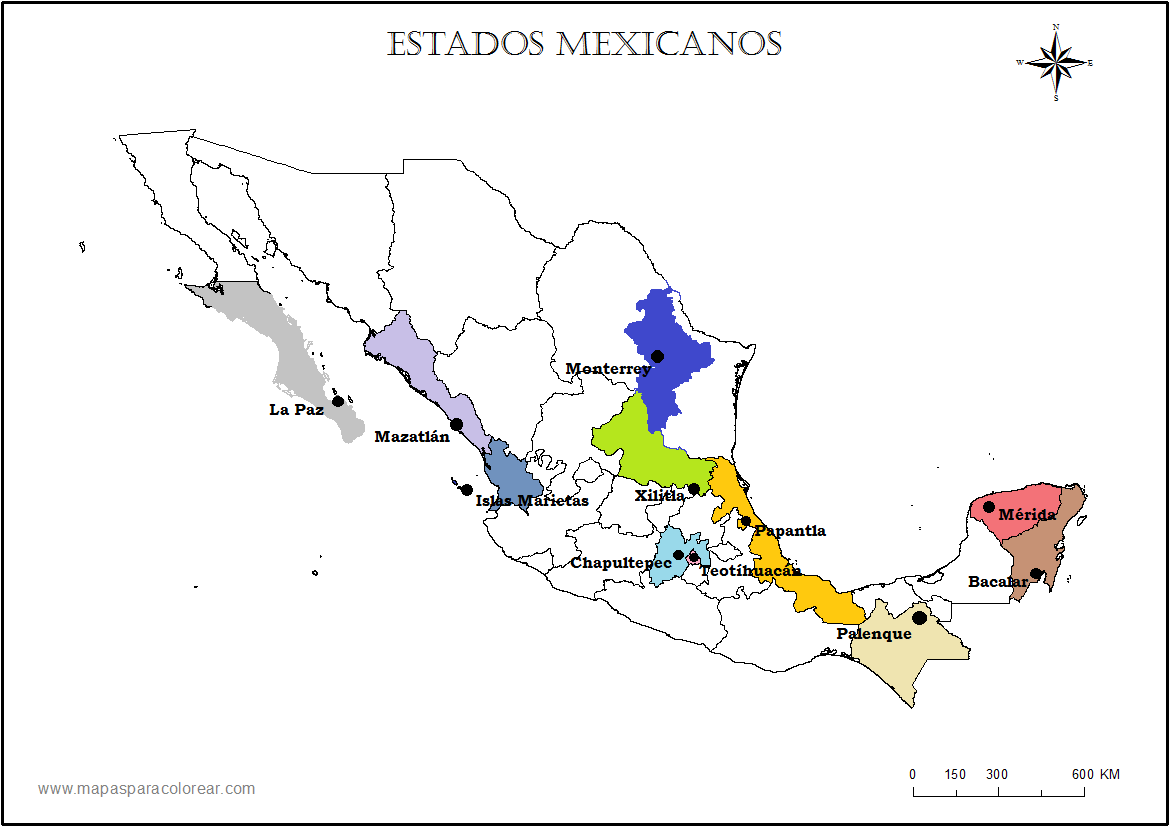 ESTADOS MEXICANOS
N
W E
S
Monterrey
La Paz
Mazatlán
Xilitla
Islas Marietas
Mérida
Papantla
Chapultepec
Teotíhuacán
Bacalar
Palenque
0 150 300 600 KM
www.mapasparacolorear.com